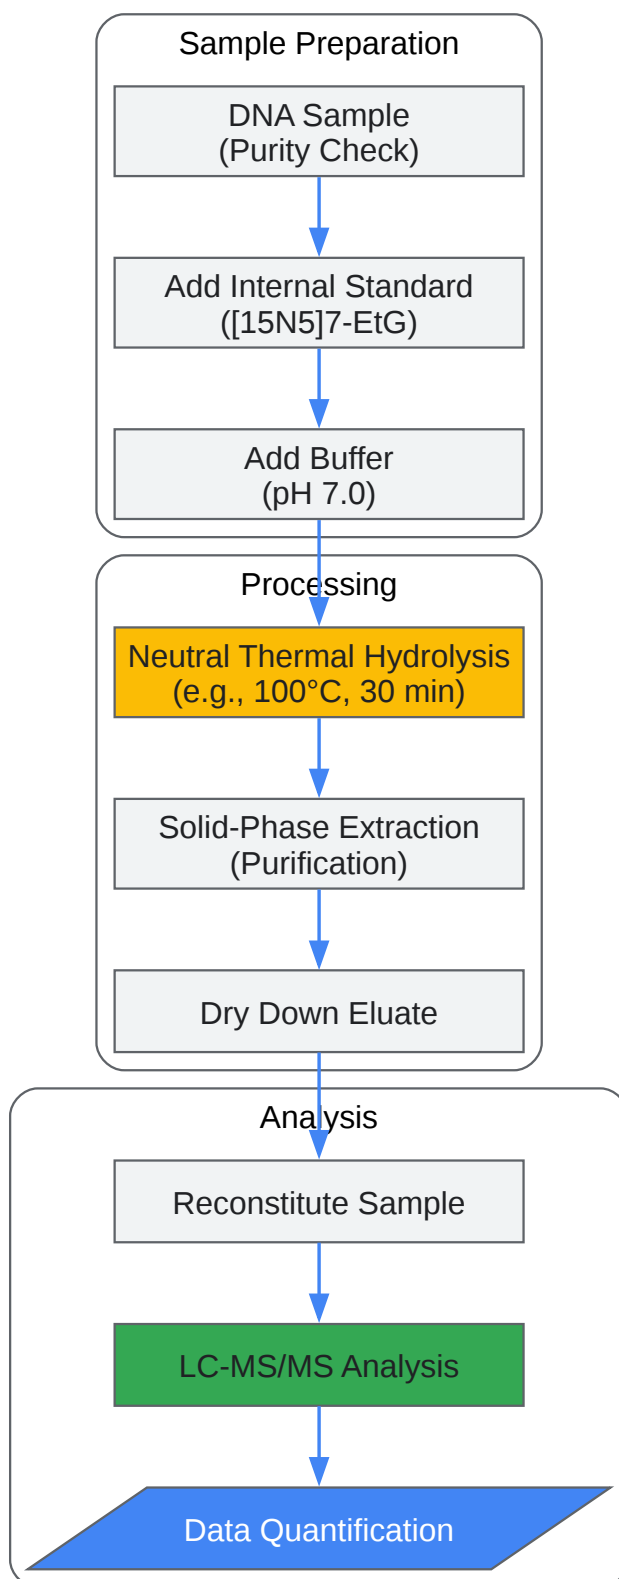 Sample Preparation
DNA Sample
(Purity Check)
Add Internal Standard
([15N5]7-EtG)
Add Buffer
(pH 7.0)
Processing
Neutral Thermal Hydrolysis
(e.g., 100°C, 30 min)
Solid-Phase Extraction
(Purification)
Dry Down Eluate
Analysis
Reconstitute Sample
LC-MS/MS Analysis
Data Quantification